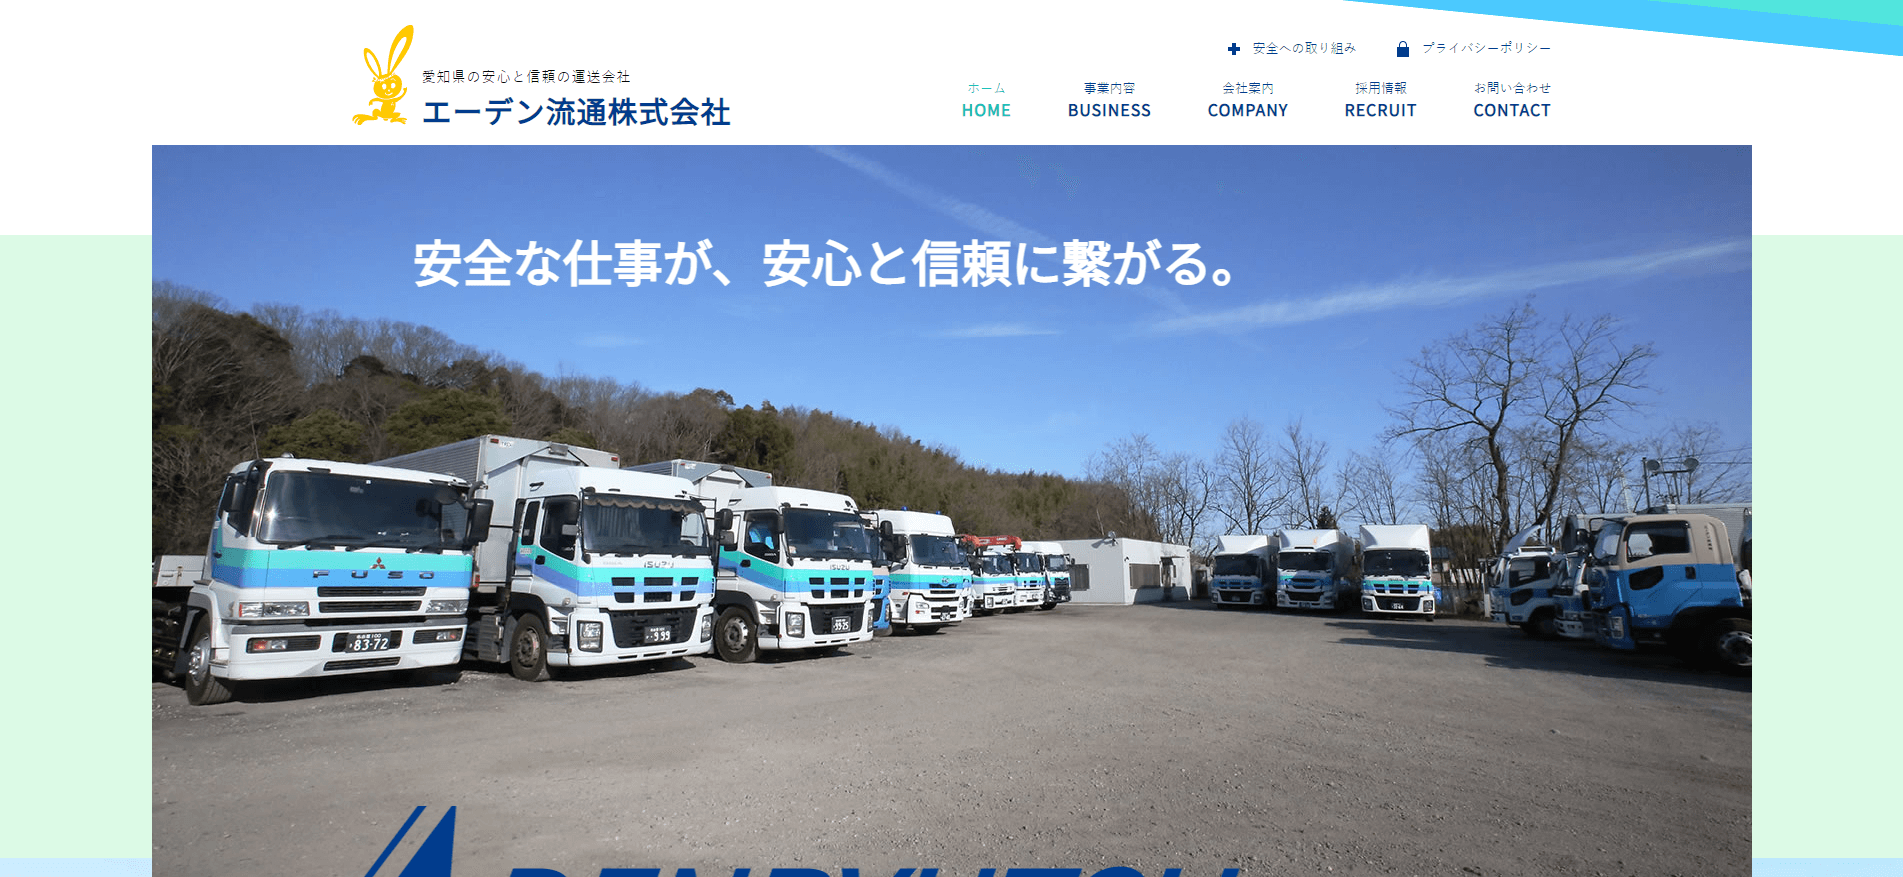 安全への取り組み
プライバシーポリシー
愛知県の安心と信頼の運送会社
エーデン流通株式会社
ホーム
HOME
事業内容
BUSINESS
会社案内
COMPANY
採用情報
RECRUIT
お問い合わせ
CONTACT
安全な仕事が、安心と信頼に繋がる。
FUSO
83-72
ISUZU
999
ISUZU
9925